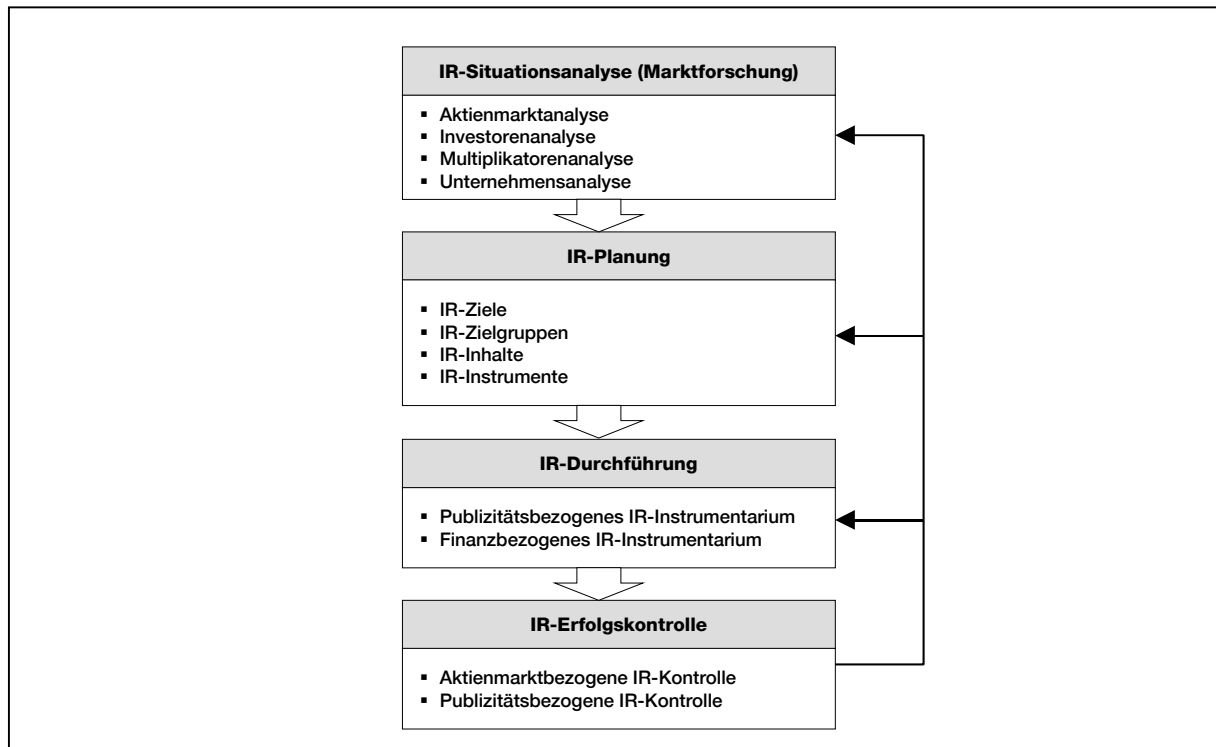 IR-Situationsanalyse (Marktforschung)
▪ Aktienmarktanalyse
▪ Investorenanalyse
▪ Multiplikatorenanalyse
▪ Unternehmensanalyse
IR-Planung
▪ IR-Ziele
▪ IR-Zielgruppen
▪ IR-Inhalte
▪ IR-Instrumente
IR-Durchführung
▪ Publizitätsbezogenes IR-Instrumentarium
▪ Finanzbezogenes IR-Instrumentarium
IR-Erfolgskontrolle
▪ Aktienmarktbezogene IR-Kontrolle
▪ Publizitätsbezogene IR-Kontrolle